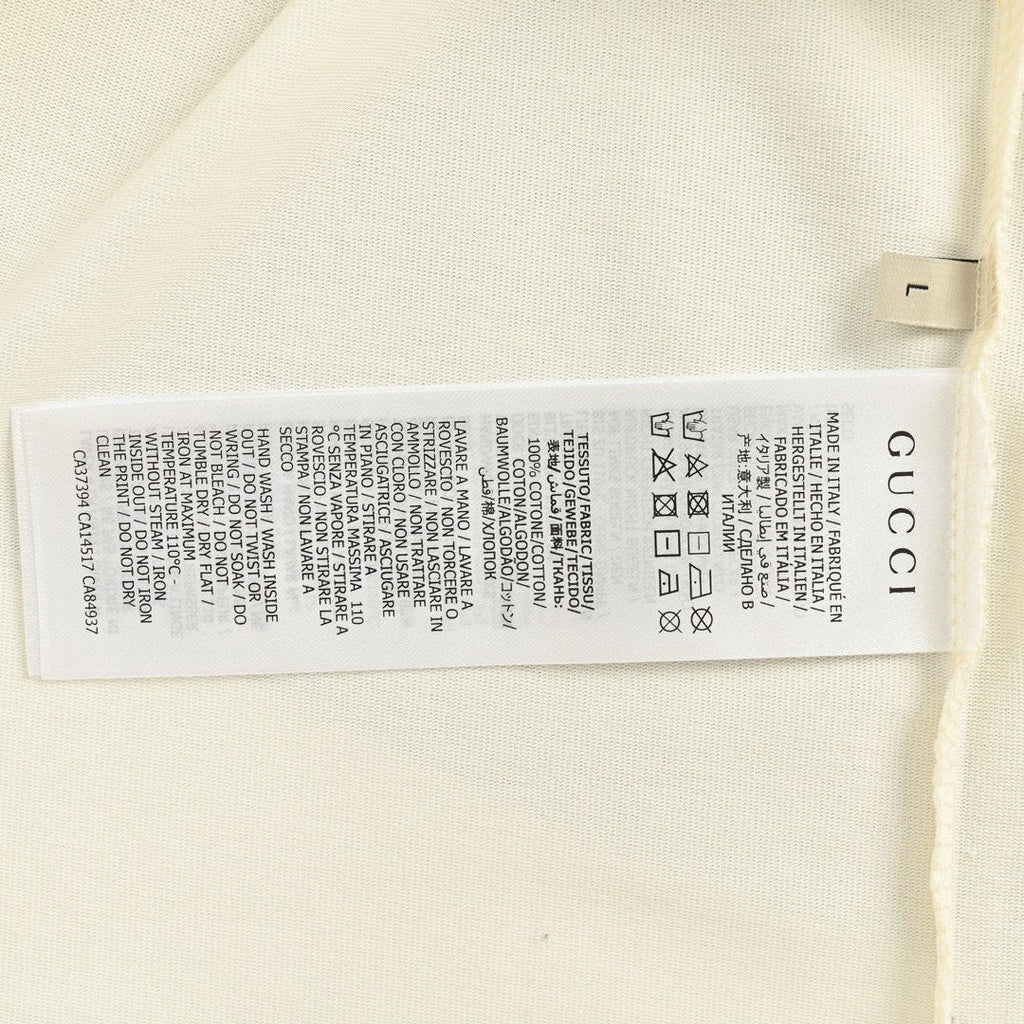 GUCCI
MADE IN ITALY / FABRIQUÉ EN
ITALIE / HECHO EN ITALIA /
HERGESTELLT IN ITALIEN /
FABRICADO EM ITÁLIA /
イタリア製 / صنع في إيطاليا /
产地:意大利 / СДЕЛАНО В
ИТАЛИИ
TESSUTO/FABRIC/TISSU/
TEJIDO/GEWEBE/TECIDO/
表地/ قماش/ 面料/ТКАНЬ:
100% COTONE/COTTON/
COTON/ALGODON/
BAUMWOLLE/ALGODÃO/コットン/
قطن/棉/ХЛОПОК
LAVARE A MANO / LAVARE A
ROVESCIO / NON TORCERE O
STRIZZARE / NON LASCIARE IN
AMMOLLO / NON TRATTARE
CON CLORO / NON USARE
ASCIUGATRICE / ASCIUGARE
IN PIANO / STIRARE A
TEMPERATURA MASSIMA 110
°C SENZA VAPORE / STIRARE A
ROVESCIO / NON STIRARE LA
STAMPA / NON LAVARE A
SECCO
HAND WASH / WASH INSIDE
OUT / DO NOT TWIST OR
WRING / DO NOT SOAK / DO
NOT BLEACH / DO NOT
TUMBLE DRY / DRY FLAT /
IRON AT MAXIMUM
TEMPERATURE 110°C -
WITHOUT STEAM / IRON
INSIDE OUT / DO NOT IRON
THE PRINT / DO NOT DRY
CLEAN
CA37394 CA14517 CA84937
L